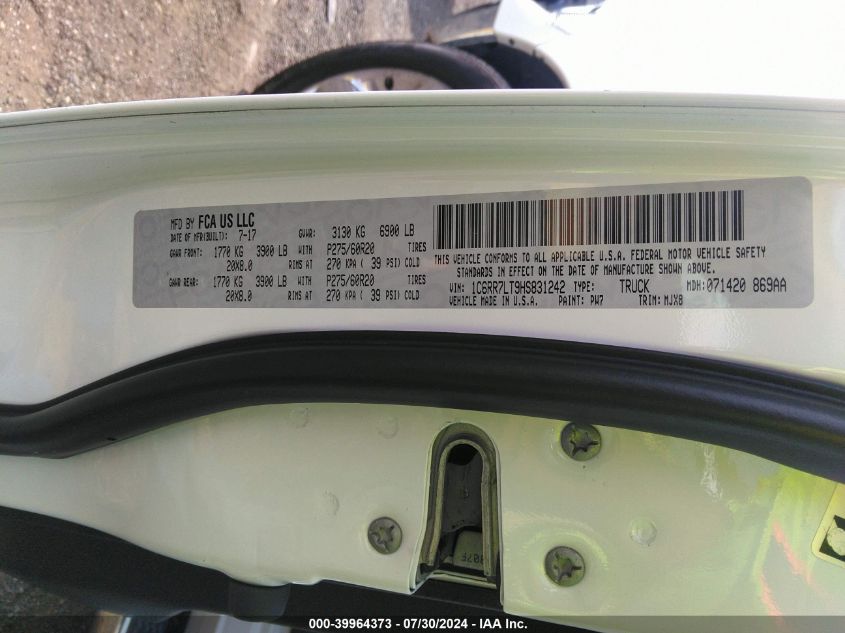 MFD BY FCA US LLC
DATE OF MFR(BUILT): 7-17 GVWR: 3130 KG 6900 LB
GAWR FRONT: 1770 KG 3900 LB WITH P275/60R20 TIRES
20X8.0 RIMS AT 270 KPA ( 39 PSI) COLD
GAWR REAR: 1770 KG 3900 LB WITH P275/60R20 TIRES
20X8.0 RIMS AT 270 KPA ( 39 PSI) COLD
THIS VEHICLE CONFORMS TO ALL APPLICABLE U.S.A. FEDERAL MOTOR VEHICLE SAFETY
STANDARDS IN EFFECT ON THE DATE OF MANUFACTURE SHOWN ABOVE.
VIN: 1C6RR7LT9HS831242 TYPE: TRUCK MDH: 071420 869AA
VEHICLE MADE IN U.S.A. PAINT: PW7 TRIM: MJX8
000-39964373 - 07/30/2024 - IAA Inc.